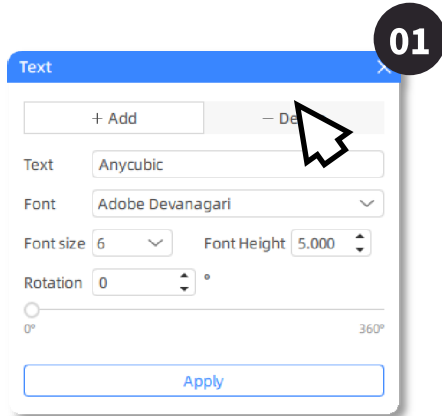 01
Text
+ Add
Text Anycubic
Font Adobe Devanagari
Font size 6 Font Height 5.000
Rotation 0 °
0° 360°
Apply